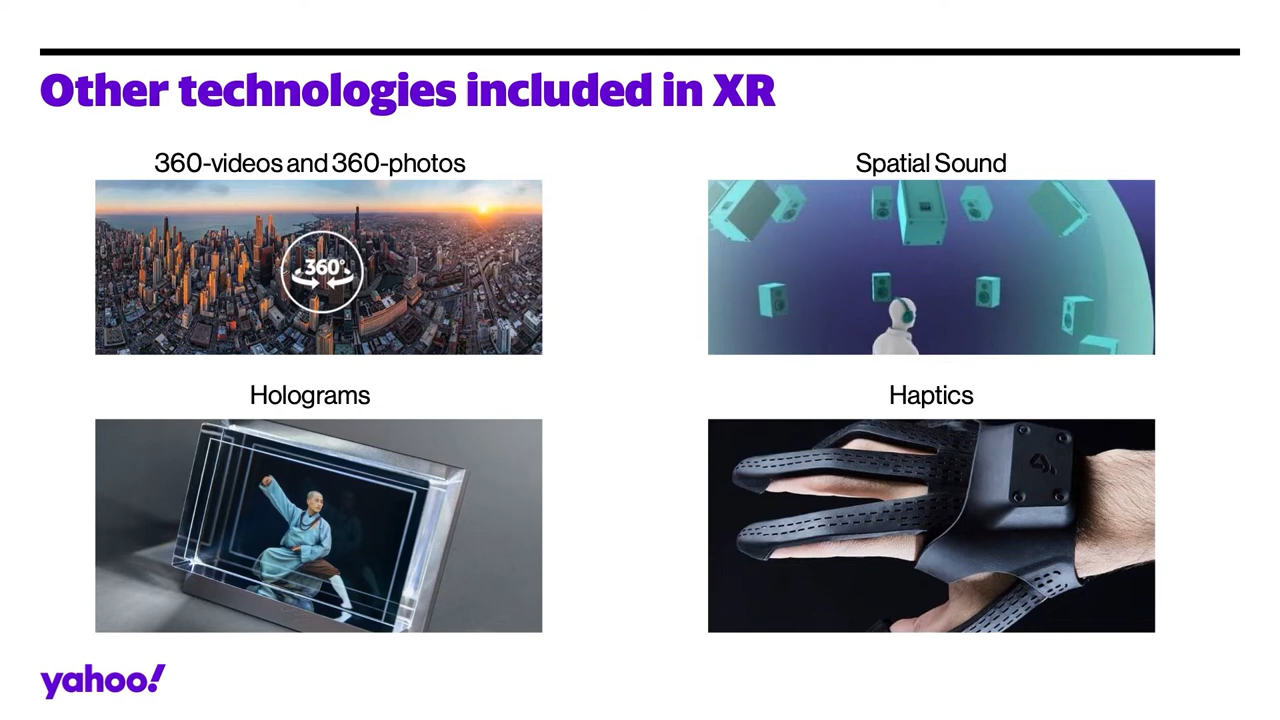 Other technologies included in XR
360-videos and 360-photos
Spatial Sound
360°
Holograms
Haptics
yahoo!